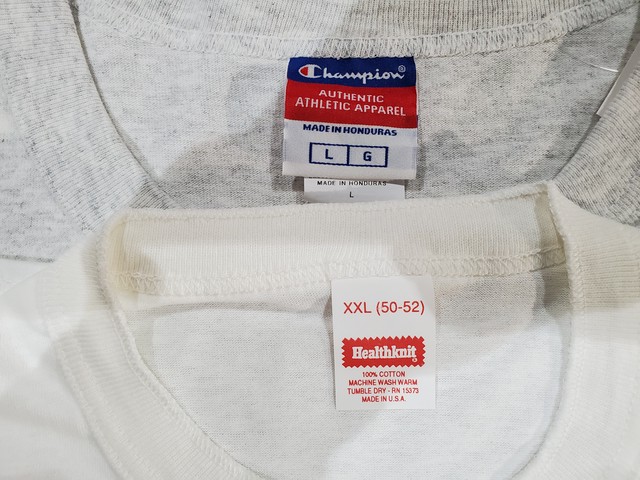 Champion®
AUTHENTIC
ATHLETIC APPAREL
MADE IN HONDURAS
L G
MADE IN HONDURAS
L
XXL (50-52)
Healthknit
100% COTTON
MACHINE WASH WARM
TUMBLE DRY - RN 15373
MADE IN U.S.A.